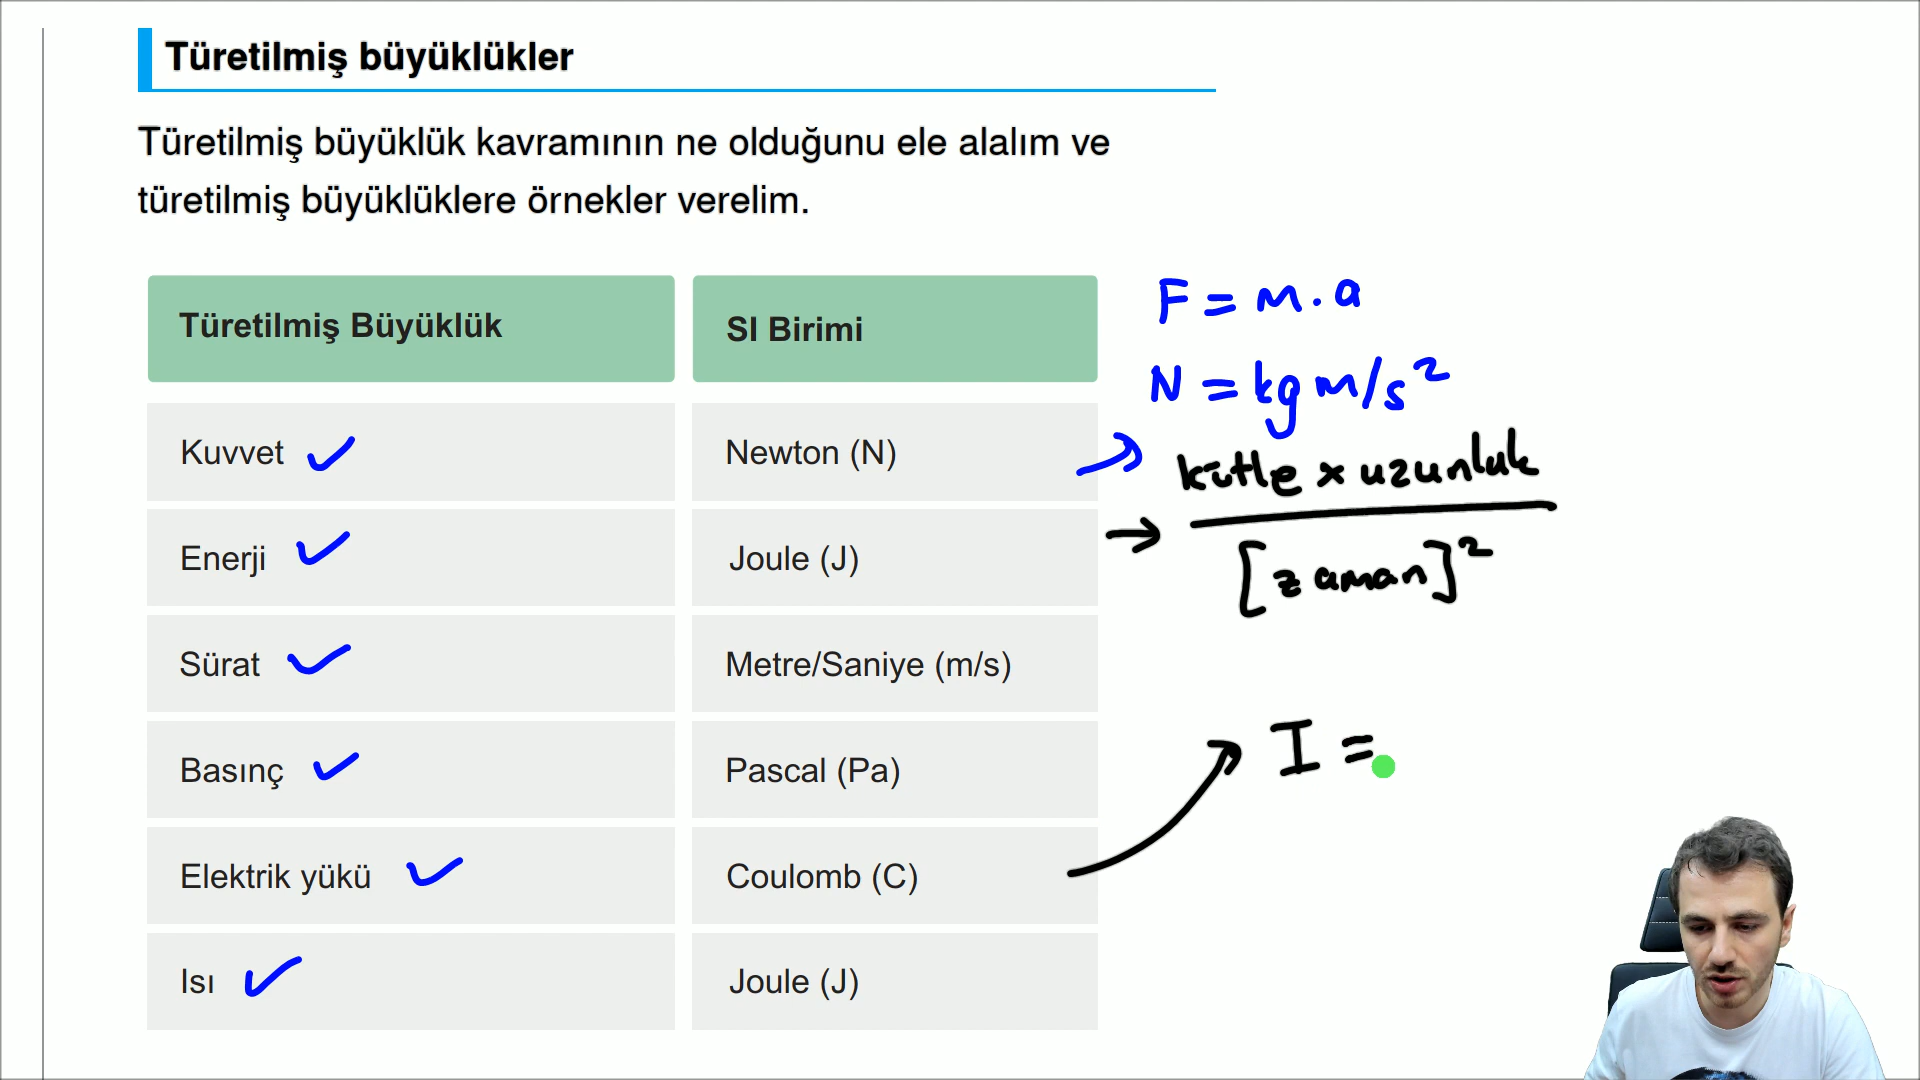 Türetilmiş büyüklükler
Türetilmiş büyüklük kavramının ne olduğunu ele alalım ve
türetilmiş büyüklüklere örnekler verelim.
Türetilmiş Büyüklük
SI Birimi
Kuvvet
Newton (N)
Enerji
Joule (J)
Sürat
Metre/Saniye (m/s)
Basınç
Pascal (Pa)
Elektrik yükü
Coulomb (C)
Isı
Joule (J)
F = m . a
N = kg m/s²
kütle x uzunluk
[zaman]²
I =